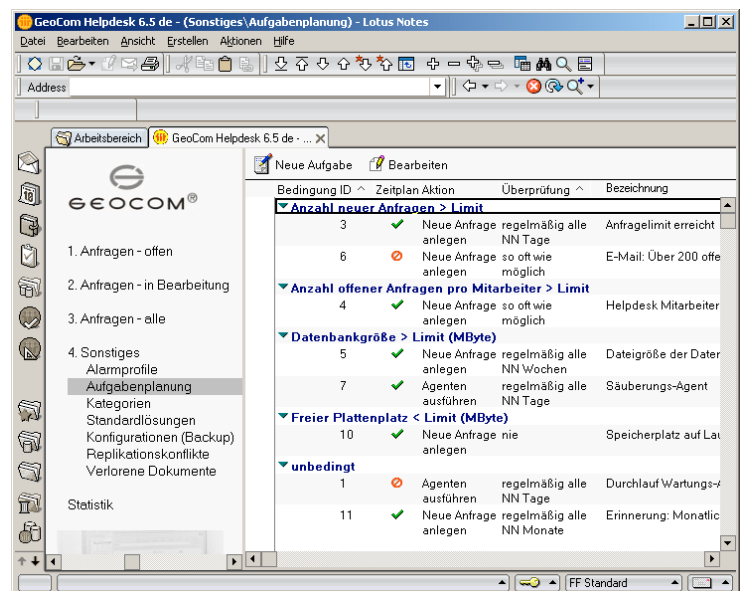 GeoCom Helpdesk 6.5 de - (Sonstiges\Aufgabenplanung) - Lotus Notes
Datei Bearbeiten Ansicht Erstellen Aktionen Hilfe
Address
Arbeitsbereich GeoCom Helpdesk 6.5 de - ...
GEOCOM®
1. Anfragen - offen
2. Anfragen - in Bearbeitung
3. Anfragen - alle
4. Sonstiges
Alarmprofile
Aufgabenplanung
Kategorien
Standardlösungen
Konfigurationen (Backup)
Replikationskonflikte
Verlorene Dokumente
Statistik
Neue Aufgabe Bearbeiten
Bedingung ID Zeitplan Aktion Überprüfung Bezeichnung
Anzahl neuer Anfragen > Limit
3 Neue Anfrage regelmäßig alle Anfragelimit erreicht
anlegen NN Tage
6 Neue Anfrage so oft wie E-Mail: Über 200 offe
anlegen möglich
Anzahl offener Anfragen pro Mitarbeiter > Limit
4 Neue Anfrage so oft wie Helpdesk Mitarbeiter
anlegen möglich
Datenbankgröße > Limit (MByte)
5 Neue Anfrage regelmäßig alle Dateigröße der Daten
anlegen NN Wochen
7 Agenten regelmäßig alle Säuberungs-Agent
ausführen NN Tage
Freier Plattenplatz < Limit (MByte)
10 Neue Anfrage nie Speicherplatz auf Lau
anlegen
unbedingt
1 Agenten regelmäßig alle Durchlauf Wartungs-A
ausführen NN Tage
11 Neue Anfrage regelmäßig alle Erinnerung: Monatlic
anlegen NN Monate
FF Standard